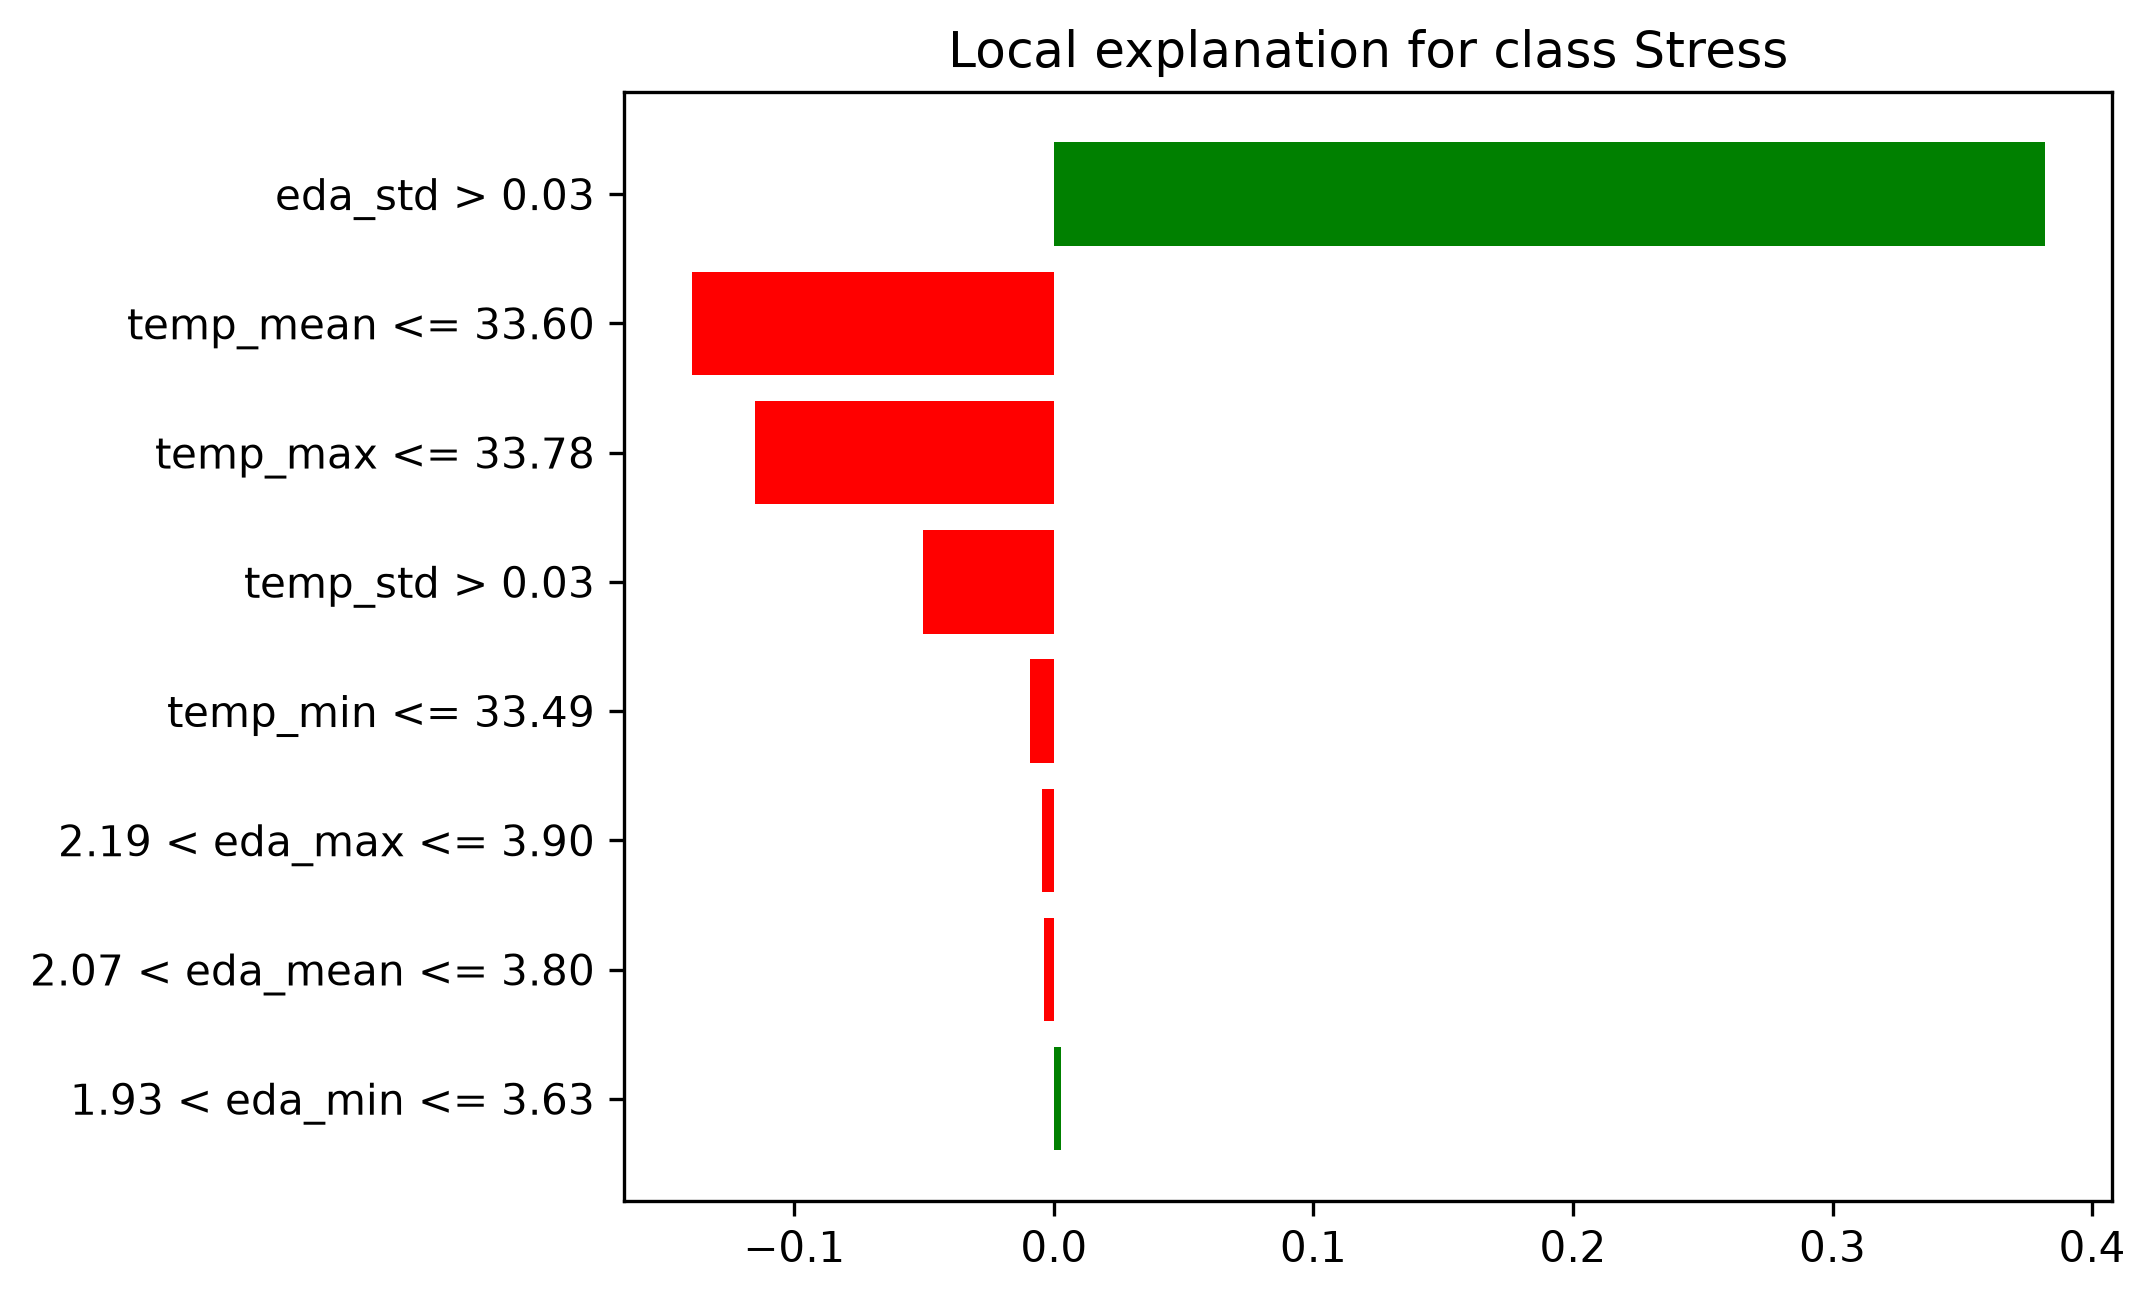 Local explanation for class Stress
eda_std > 0.03
temp_mean <= 33.60
temp_max <= 33.78
temp_std > 0.03
temp_min <= 33.49
2.19 < eda_max <= 3.90
2.07 < eda_mean <= 3.80
1.93 < eda_min <= 3.63
−0.1 0.0 0.1 0.2 0.3 0.4